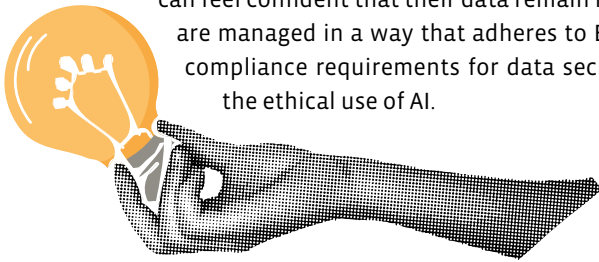 can feel confident that their data remain
are managed in a way that adheres to
compliance requirements for data
the ethical use of AI.